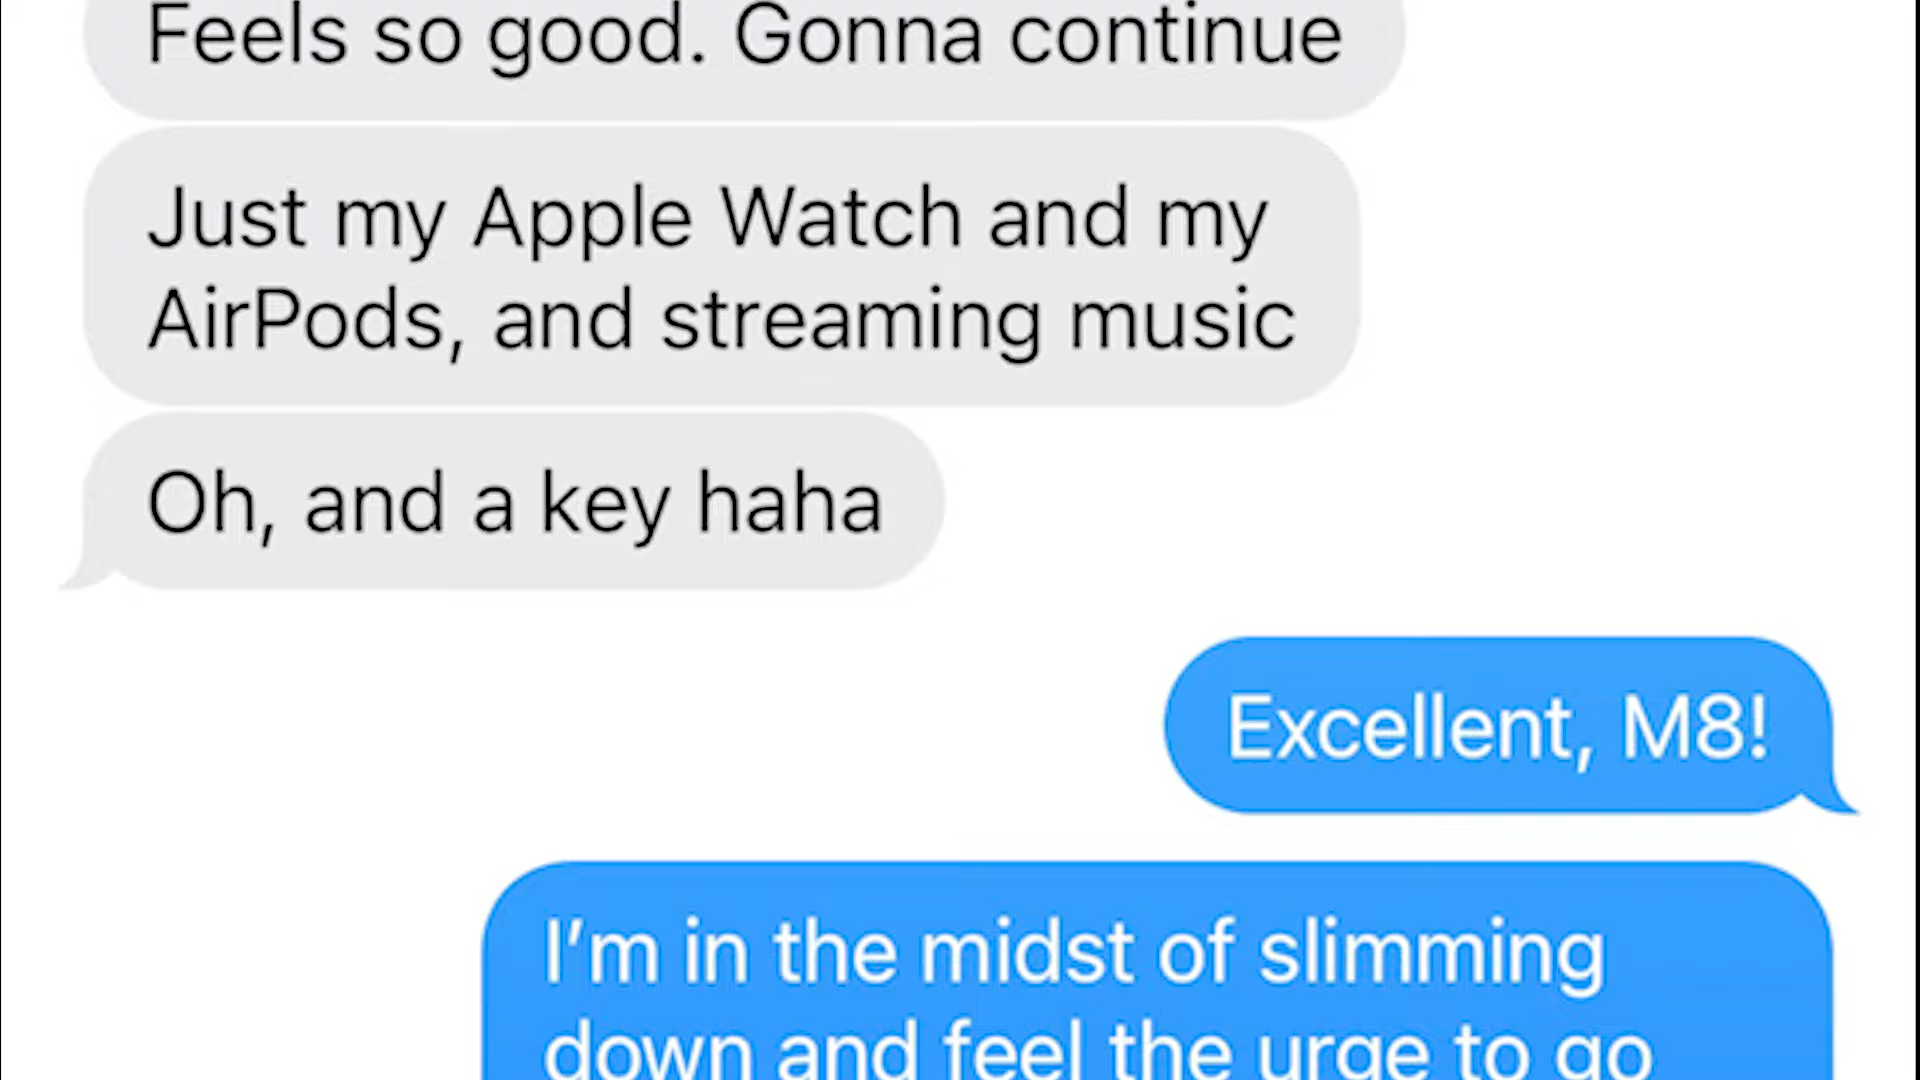 Feels so good. Gonna continue
Just my Apple Watch and my
AirPods, and streaming music
Oh, and a key haha
Excellent, M8!
I’m in the midst of slimming
down and feel the urge to go